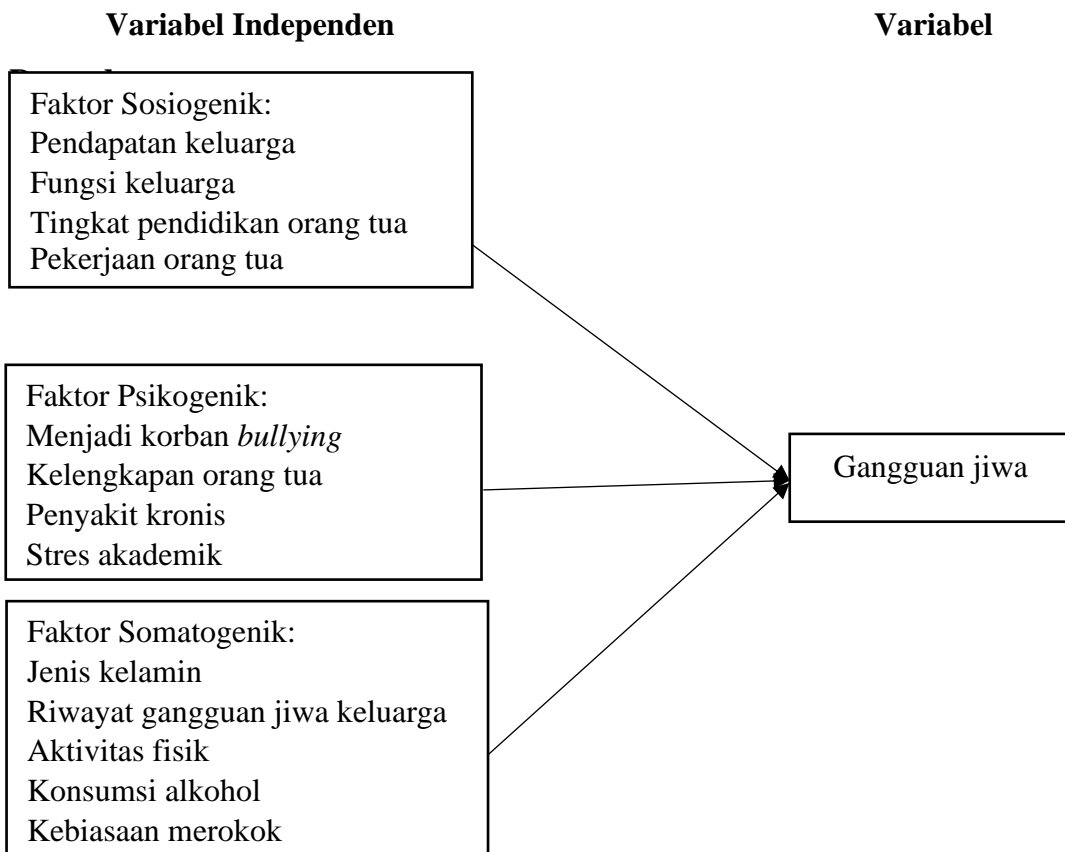 Variabel Independen Variabel
Faktor Sosiogenik:
Pendapatan keluarga
Fungsi keluarga
Tingkat pendidikan orang tua
Pekerjaan orang tua
Faktor Psikogenik:
Menjadi korban bullying
Kelengkapan orang tua
Penyakit kronis
Stres akademik
Gangguan jiwa
Faktor Somatogenik:
Jenis kelamin
Riwayat gangguan jiwa keluarga
Aktivitas fisik
Konsumsi alkohol
Kebiasaan merokok